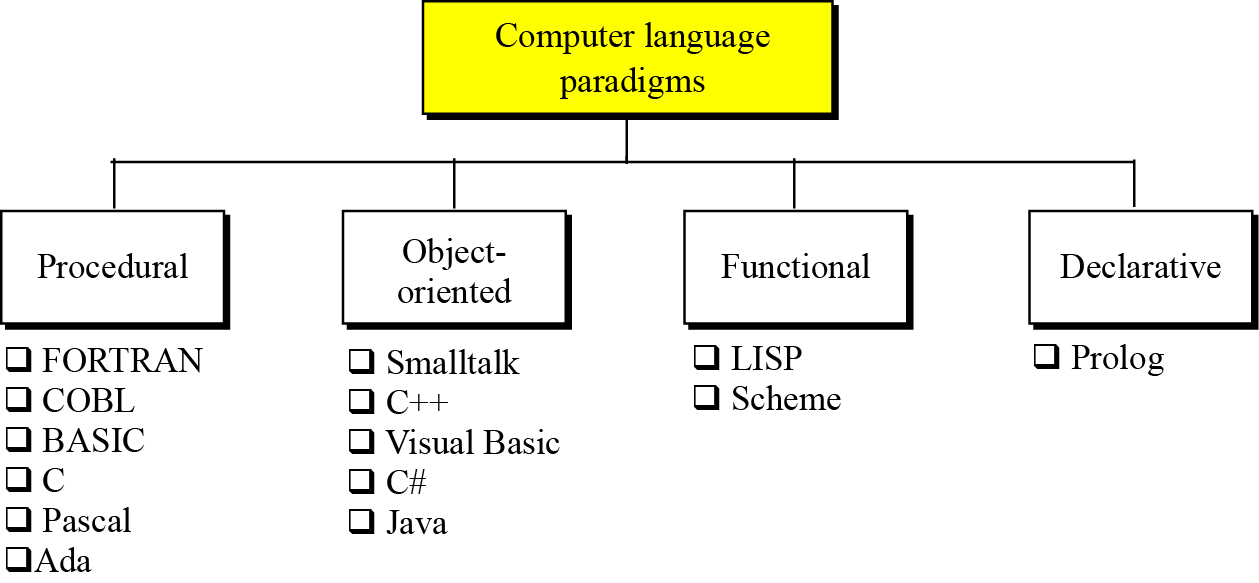 Computer language
paradigms
Procedural
❑ FORTRAN
❑ COBL
❑ BASIC
❑ C
❑ Pascal
❑Ada
Object-
oriented
❑ Smalltalk
❑ C++
❑ Visual Basic
❑ C#
❑ Java
Functional
❑ LISP
❑ Scheme
Declarative
❑ Prolog